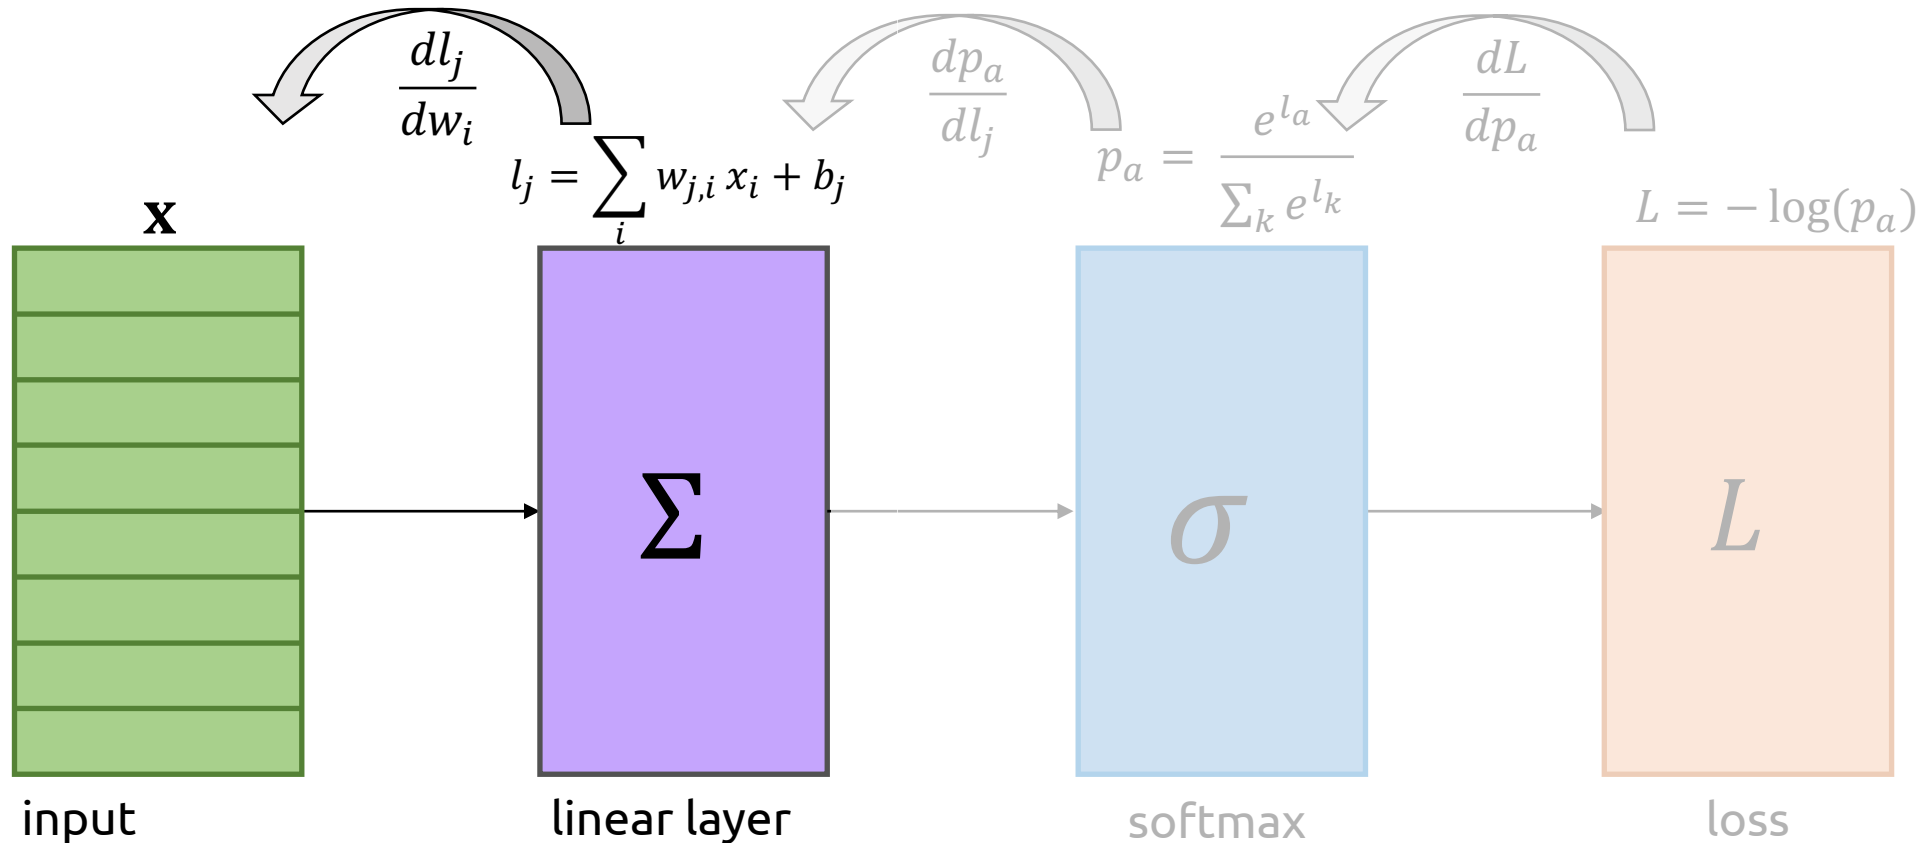 dl_j/dw_i
dp_a/dl_j
dL/dp_a
l_j = ∑_i w_{j,i} x_i + b_j
p_a = e^{l_a} / ∑_k e^{l_k}
L = − log(p_a)
x
Σ
σ
L
input
linear layer
softmax
loss